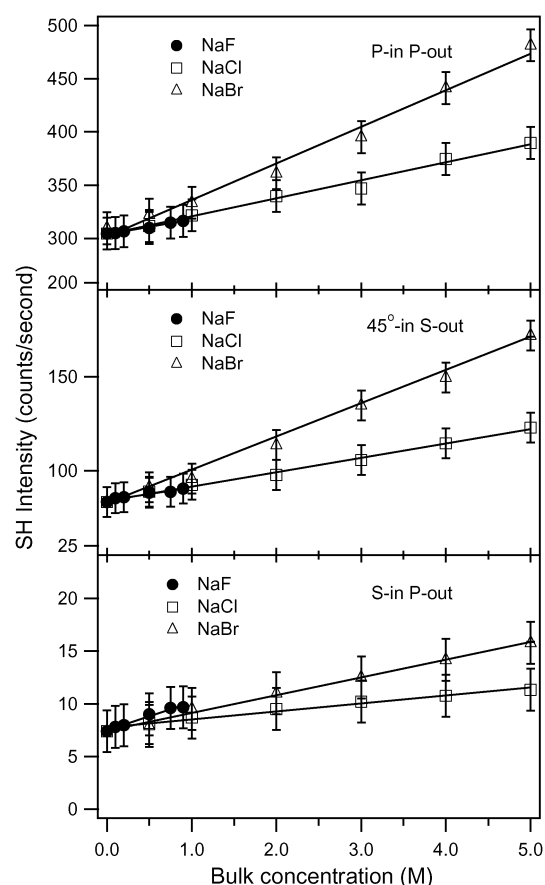 500
450
400
350
300
200
NaF
NaCl
NaBr
P-in P-out
150
100
25
NaF
NaCl
NaBr
45°-in S-out
20
15
10
5
0
NaF
NaCl
NaBr
S-in P-out
SH Intensity (counts/second)
0.0 1.0 2.0 3.0 4.0 5.0
Bulk concentration (M)